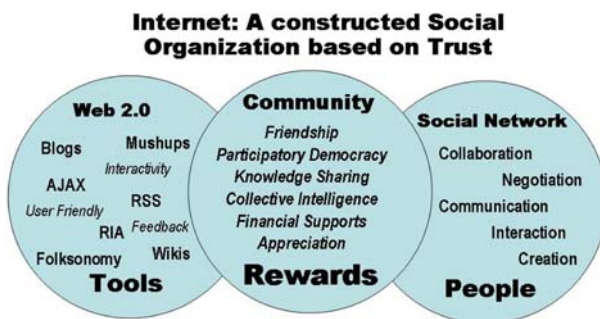 Internet: A constructed Social
Organization based on Trust
Web 2.0
Blogs
Mushups
Interactivity
AJAX
RSS
User Friendly
Feedback
RIA
Wikis
Folksonomy
Tools
Community
Friendship
Participatory Democracy
Knowledge Sharing
Collective Intelligence
Financial Supports
Appreciation
Rewards
Social Network
Collaboration
Negotiation
Communication
Interaction
Creation
People